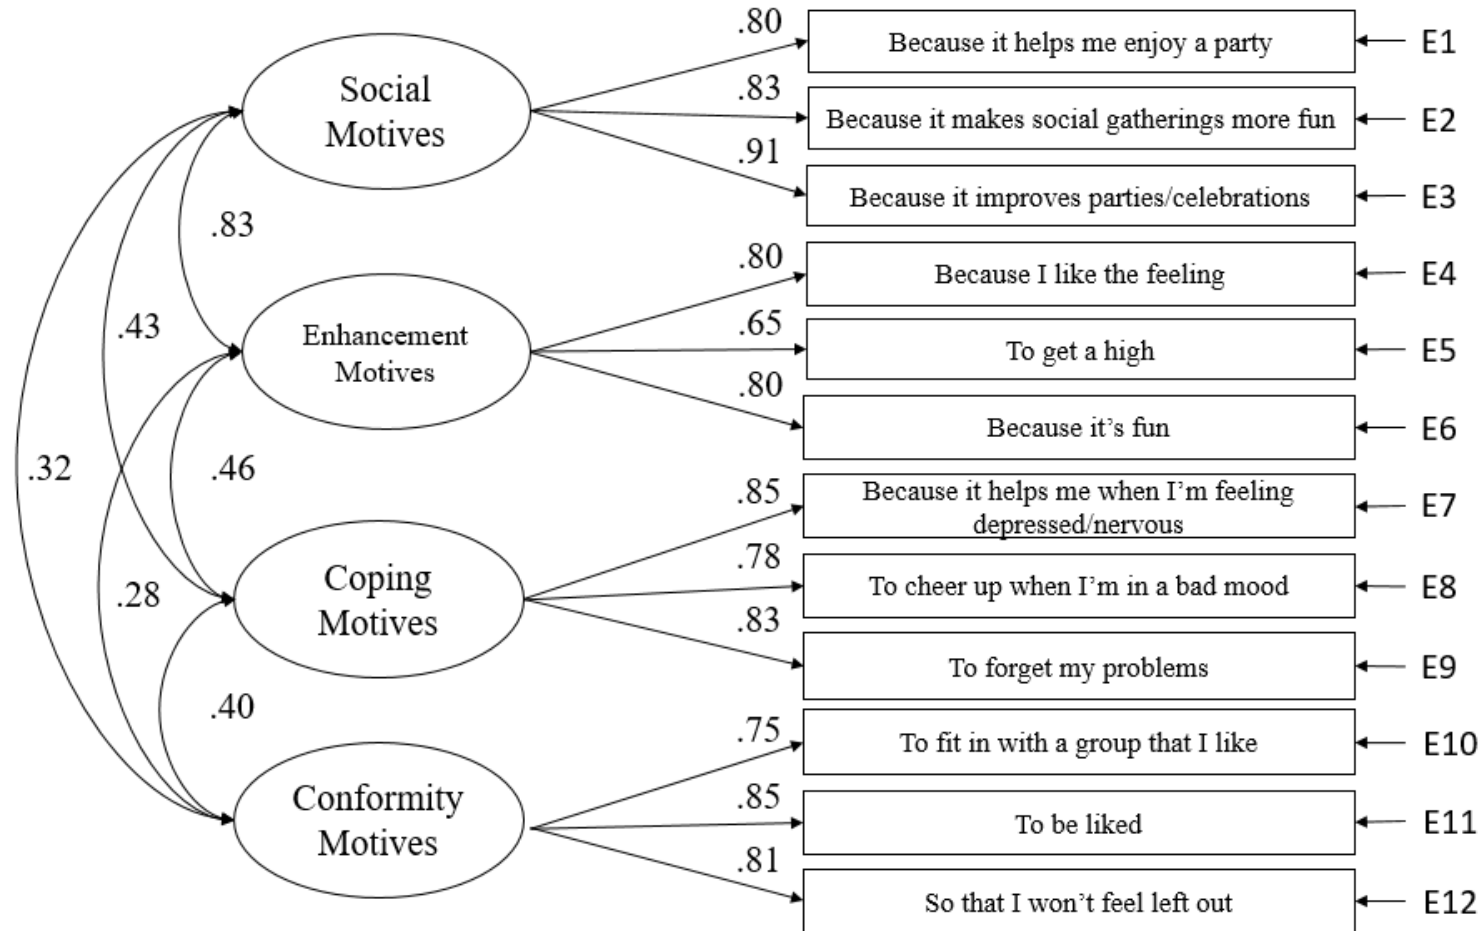 .80
Because it helps me enjoy a party
E1
Social
Motives
.83
Because it makes social gatherings more fun
E2
.91
Because it improves parties/celebrations
E3
.83
.80
Because I like the feeling
E4
.43
Enhancement
Motives
.65
To get a high
E5
.80
Because it’s fun
E6
.32
.46
.85
Because it helps me when I’m feeling
depressed/nervous
E7
.28
Coping
Motives
.78
To cheer up when I’m in a bad mood
E8
.83
To forget my problems
E9
.40
.75
To fit in with a group that I like
E10
Conformity
Motives
.85
To be liked
E11
.81
So that I won’t feel left out
E12